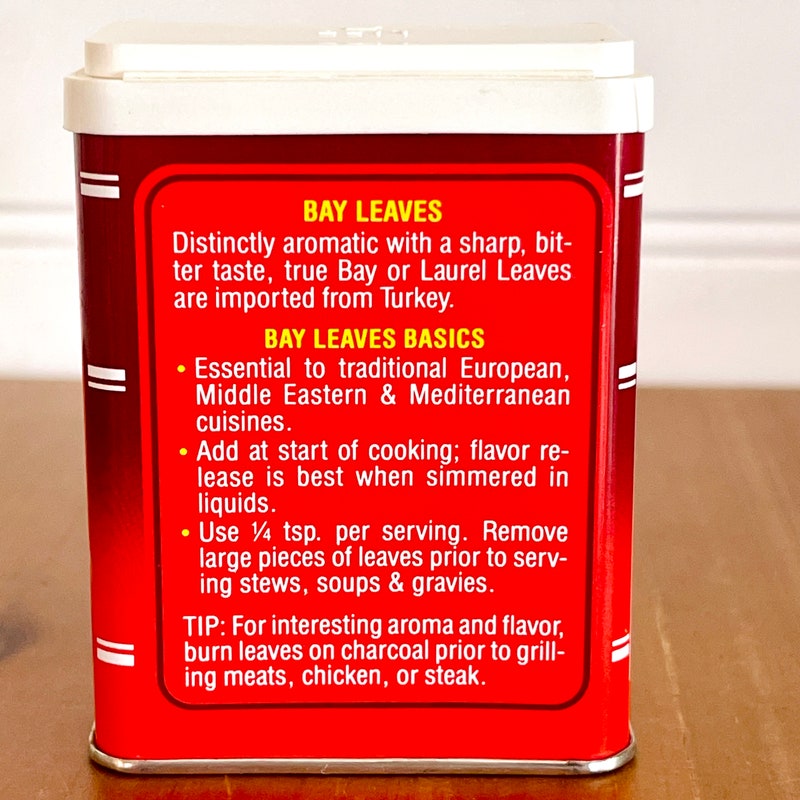 BAY LEAVES
Distinctly aromatic with a sharp, bit-
ter taste, true Bay or Laurel Leaves
are imported from Turkey.
BAY LEAVES BASICS
• Essential to traditional European,
Middle Eastern & Mediterranean
cuisines.
• Add at start of cooking; flavor re-
lease is best when simmered in
liquids.
• Use ¼ tsp. per serving. Remove
large pieces of leaves prior to serv-
ing stews, soups & gravies.
TIP: For interesting aroma and flavor,
burn leaves on charcoal prior to grill-
ing meats, chicken, or steak.